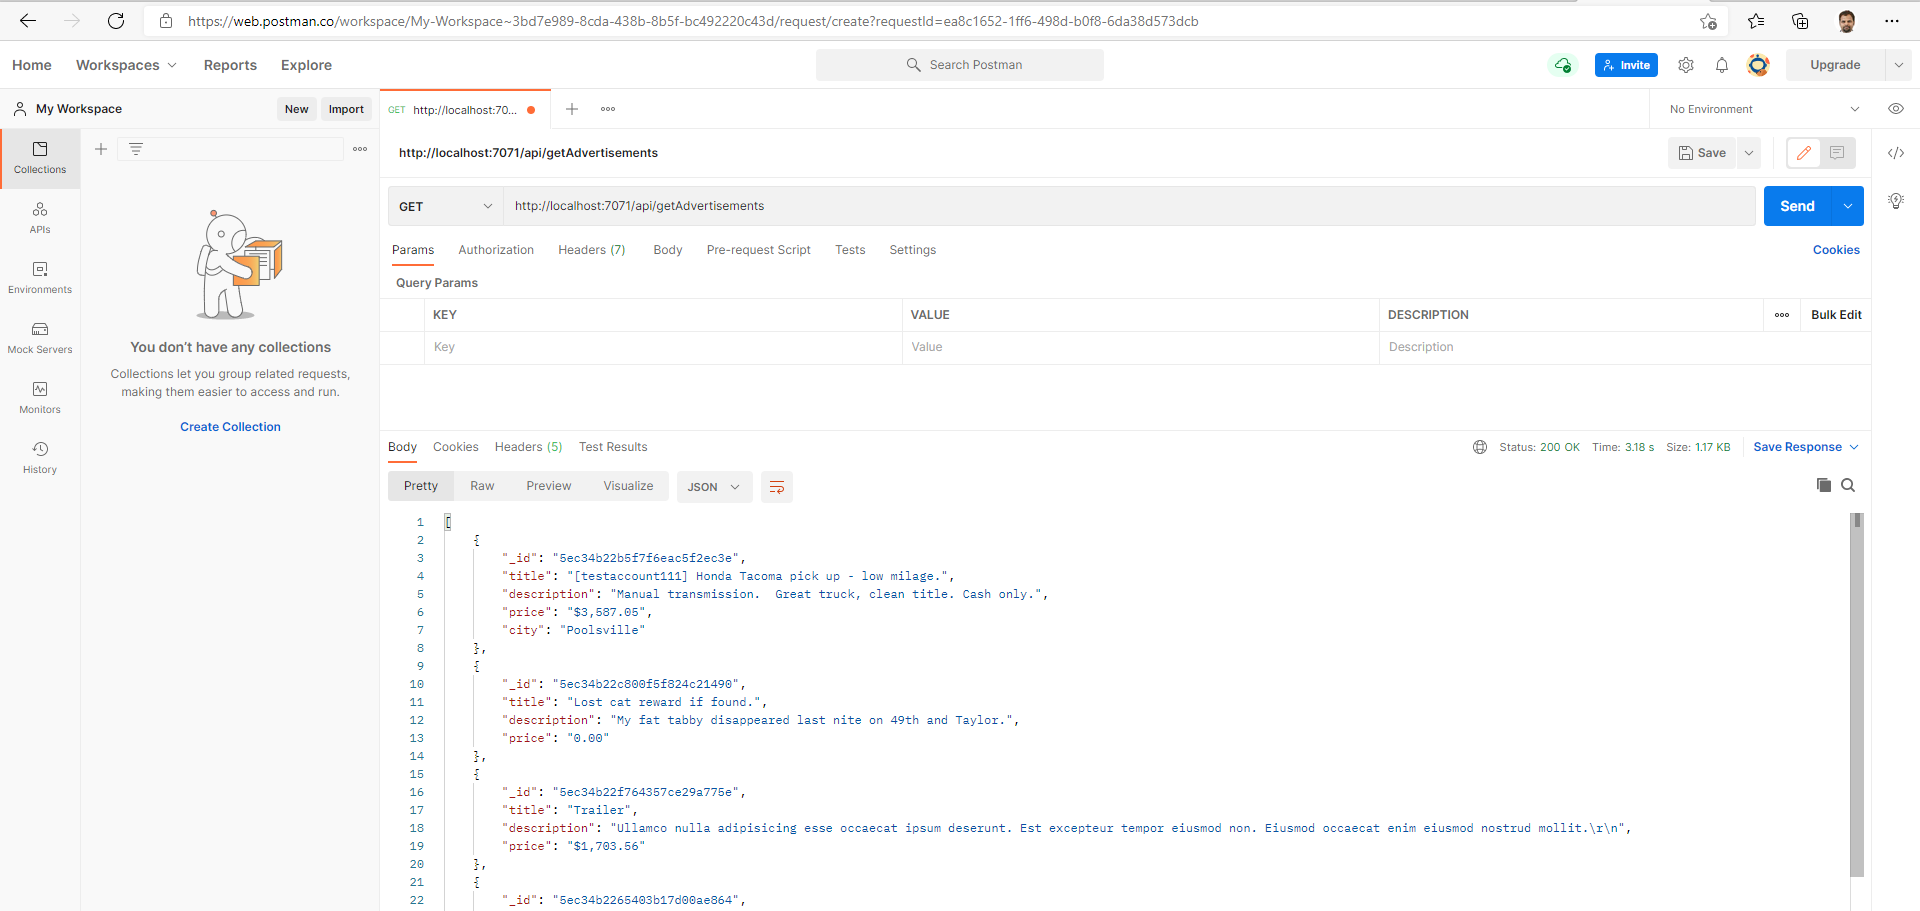 https://web.postman.co/workspace/My-Workspace~3bd7e989-8cda-438b-8b5f-bc492220c43d/request/create?requestId=ea8c1652-1ff6-498d-b0f8-6da38d573dcb
Home Workspaces Reports Explore Search Postman Invite Upgrade
My Workspace New Import GET http://localhost:70... No Environment
Collections
APIs
Environments
Mock Servers
Monitors
History
You don't have any collections
Collections let you group related requests,
making them easier to access and run.
Create Collection
http://localhost:7071/api/getAdvertisements Save
GET http://localhost:7071/api/getAdvertisements Send
Params Authorization Headers (7) Body Pre-request Script Tests Settings Cookies
Query Params
KEY VALUE DESCRIPTION Bulk Edit
Key Value Description
Body Cookies Headers (5) Test Results Status: 200 OK Time: 3.18 s Size: 1.17 KB Save Response
Pretty Raw Preview Visualize JSON
1 [
2 {
3 "_id": "5ec34b22b5f7f6eac5f2ec3e",
4 "title": "[testaccount111] Honda Tacoma pick up - low milage.",
5 "description": "Manual transmission.  Great truck, clean title. Cash only.",
6 "price": "$3,587.05",
7 "city": "Poolsville"
8 },
9 {
10 "_id": "5ec34b22c800f5f824c21490",
11 "title": "Lost cat reward if found.",
12 "description": "My fat tabby disappeared last nite on 49th and Taylor.",
13 "price": "0.00"
14 },
15 {
16 "_id": "5ec34b22f764357ce29a775e",
17 "title": "Trailer",
18 "description": "Ullamco nulla adipisicing esse occaecat ipsum deserunt. Est excepteur tempor eiusmod non. Eiusmod occaecat enim eiusmod nostrud mollit.\r\n",
19 "price": "$1,703.56"
20 },
21 {
22 "_id": "5ec34b2265403b17d00ae864",